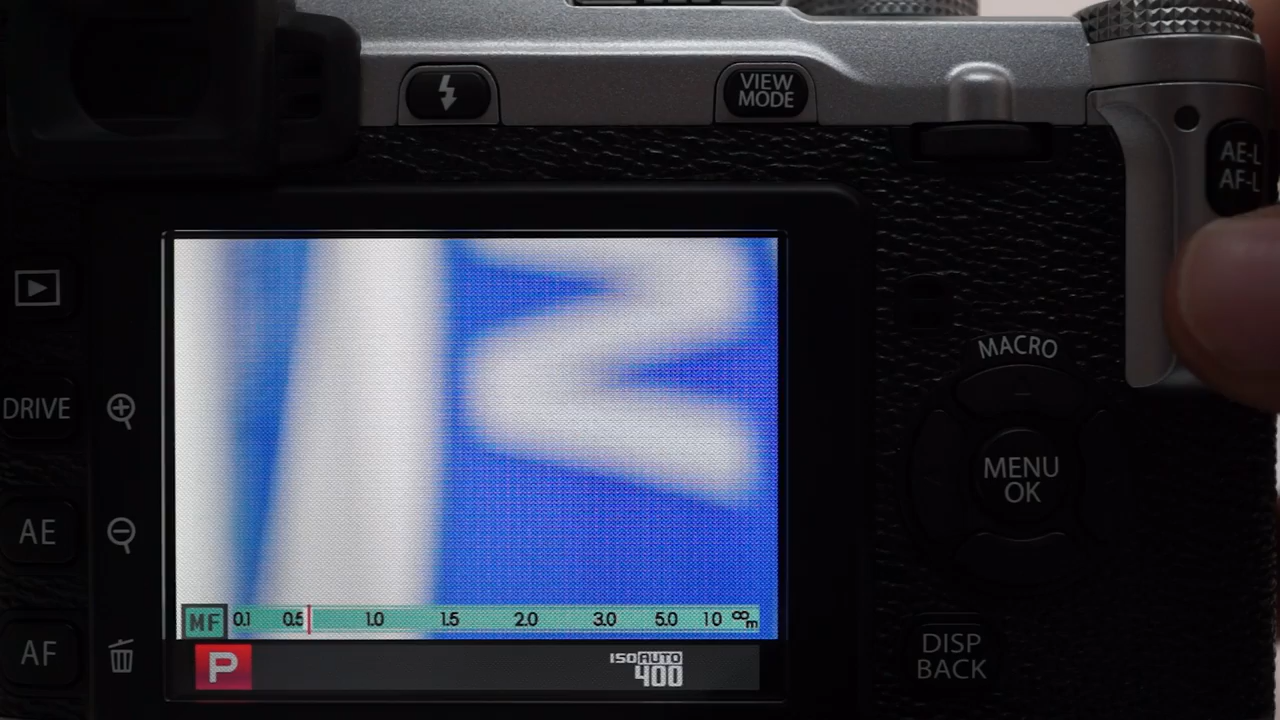 VIEW
MODE
AE-L
AF-L
MACRO
DRIVE
MENU
OK
AE
MF 0.1 0.5 1.0 1.5 2.0 3.0 5.0 10 ∞m
AF
P
ISO AUTO
400
DISP
BACK